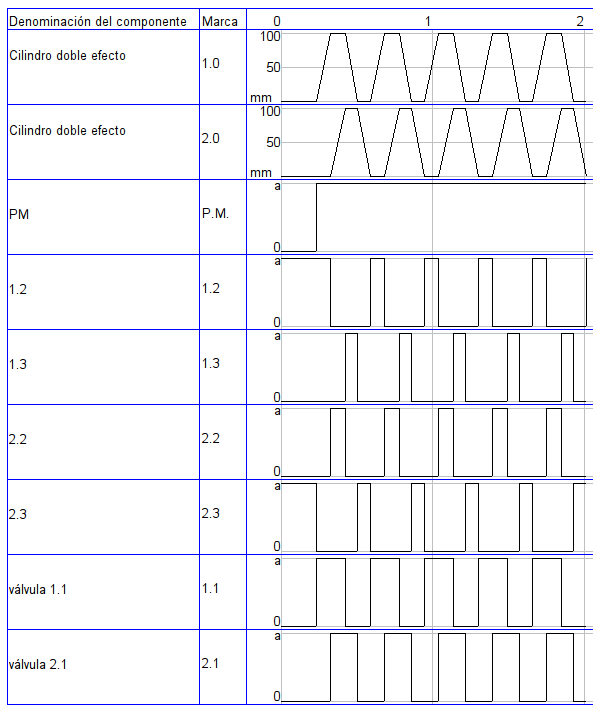 Denominación del componente Marca 0 1 2
100
Cilindro doble efecto 1.0 50
mm
100
Cilindro doble efecto 2.0 50
mm
a
PM P.M.
0
a
1.2 1.2
0
a
1.3 1.3
0
a
2.2 2.2
0
a
2.3 2.3
0
a
válvula 1.1 1.1
0
a
válvula 2.1 2.1
0